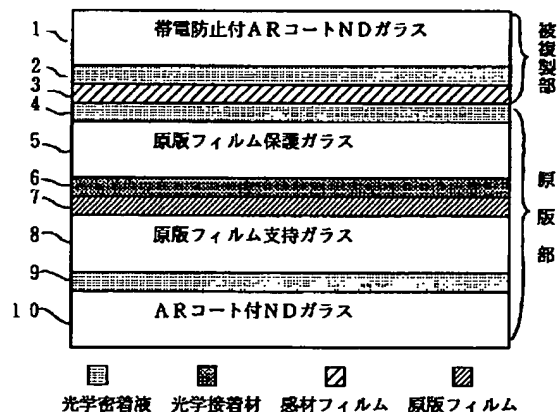 1 帯電防止付ARコートNDガラス
2
3
4
5 原版フィルム保護ガラス
6
7
8 原版フィルム支持ガラス
9
10 ARコート付NDガラス
被複製部
原版部
光学密着液 光学接着材 感材フィルム 原版フィルム